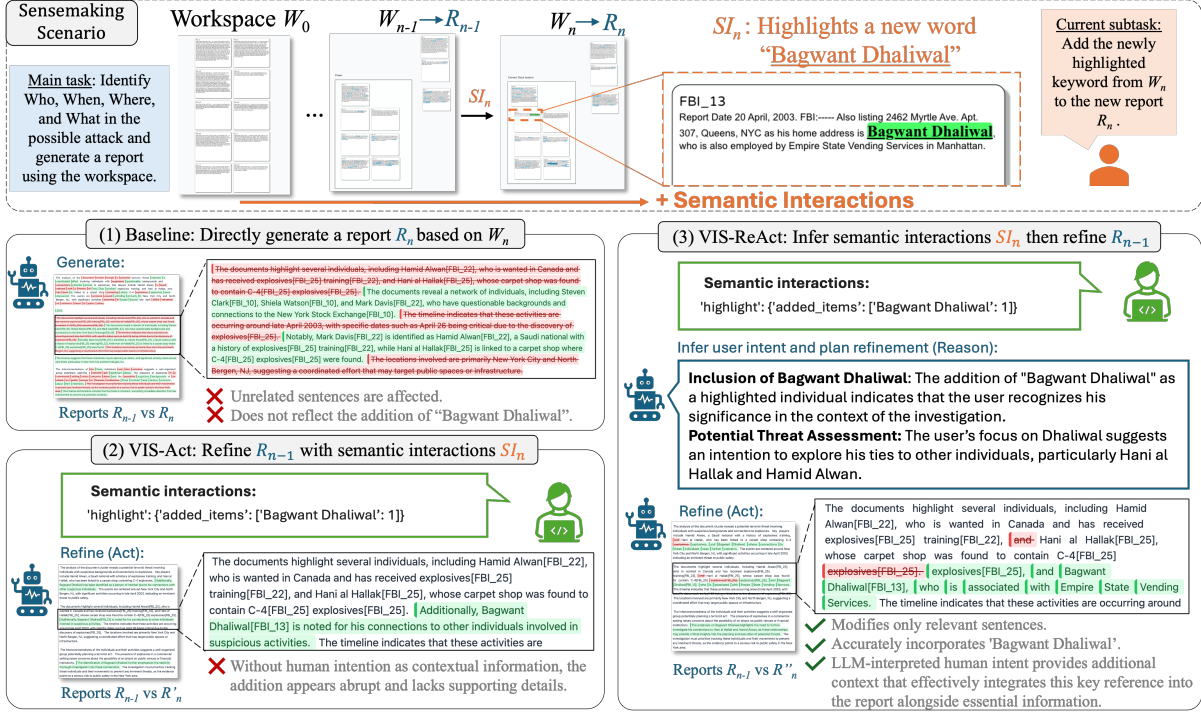 Sensemaking
Scenario
Workspace W0
Wn-1→Rn-1
Wn→Rn
SIn: Highlights a new word
“Bagwant Dhaliwal”
Current subtask:
Add the newly
highlighted
keyword from Wn
to the new report
Rn .
Main task: Identify
Who, When, Where,
and What in the
possible attack and
generate a report
using the workspace.
...
SIn
FBI_13
Report Date 20 April, 2003. FBI:----- Also listing 2462 Myrtle Ave. Apt.
307, Queens, NYC as his home address is Bagwant Dhaliwal,
who is also employed by Empire State Vending Services in Manhattan.
+ Semantic Interactions
(1) Baseline: Directly generate a report Rn based on Wn
Generate:
The documents highlight several individuals, including Hamid Alwan[FBI_22], who is wanted in Canada and
has received explosives[FBI_25] training[FBI_22], and Hani al Hallak[FBI_25], whose carpet shop was found
to contain C-4[FBI_25] explosives[FBI_25]. The documents reveal a network of individuals, including Steven
Clark[FBI_10], Sheila Watson[FBI_10], and Mark Davis[FBI_22], who have questionable backgrounds and
connections to the New York Stock Exchange[FBI_10]. The timeline indicates that these activities are
occurring around late April 2003, with specific dates such as April 26 being critical due to the discovery of
explosives[FBI_25]. Notably, Mark Davis[FBI_22] is identified as Hamid Alwan[FBI_22], a Saudi national with
a history of explosives[FBI_25] training[FBI_22], while Hani al Hallak[FBI_25] is linked to a carpet shop where
C-4[FBI_25] explosives[FBI_25] were found. The locations involved are primarily New York City and North
Bergen, NJ, suggesting a coordinated effort that may target public spaces or infrastructure.
Reports Rn-1 vs Rn
Unrelated sentences are affected.
Does not reflect the addition of “Bagwant Dhaliwal”.
(2) VIS-Act: Refine Rn-1 with semantic interactions SIn
Semantic interactions:
'highlight': {'added_items': ['Bagwant Dhaliwal': 1]}
Refine (Act):
The documents highlight several individuals, including Hamid Alwan[FBI_22],
who is wanted in Canada and has received explosives[FBI_25]
training[FBI_22], and Hani al Hallak[FBI_25], whose carpet shop was found to
contain C-4[FBI_25] explosives[FBI_25]. Additionally, Bagwant
Dhaliwal[FBI_13] is noted for his connections to other individuals involved in
suspicious activities. The timeline indicates that these activities are
Reports Rn-1 vs R'n
Without human intention as contextual information, the
addition appears abrupt and lacks supporting details.
(3) VIS-ReAct: Infer semantic interactions SIn then refine Rn-1
Semantic interactions:
'highlight': {'added_items': ['Bagwant Dhaliwal': 1]}
Infer user intent and plan refinement (Reason):
Inclusion of Bagwant Dhaliwal: The addition of "Bagwant Dhaliwal" as
a highlighted individual indicates that the user recognizes his
significance in the context of the investigation.
Potential Threat Assessment: The user’s focus on Dhaliwal suggests
an intention to explore his ties to other individuals, particularly Hani al
Hallak and Hamid Alwan.
Refine (Act):
The documents highlight several individuals, including Hamid
Alwan[FBI_22], who is wanted in Canada and has received
explosives[FBI_25] training[FBI_22], and Hani al Hallak[FBI_25],
whose carpet shop was found to contain C-4[FBI_25]
explosives[FBI_25]. explosives[FBI_25], and Bagwant
Dhaliwal[FBI_13], who is associated with Empire State Vending
Services. The timeline indicates that these activities are occurring around
Reports Rn-1 vs R''n
Modifies only relevant sentences.
Accurately incorporates 'Bagwant Dhaliwal’.
LLM-interpreted human intent provides additional
context that effectively integrates this key reference into
the report alongside essential information.